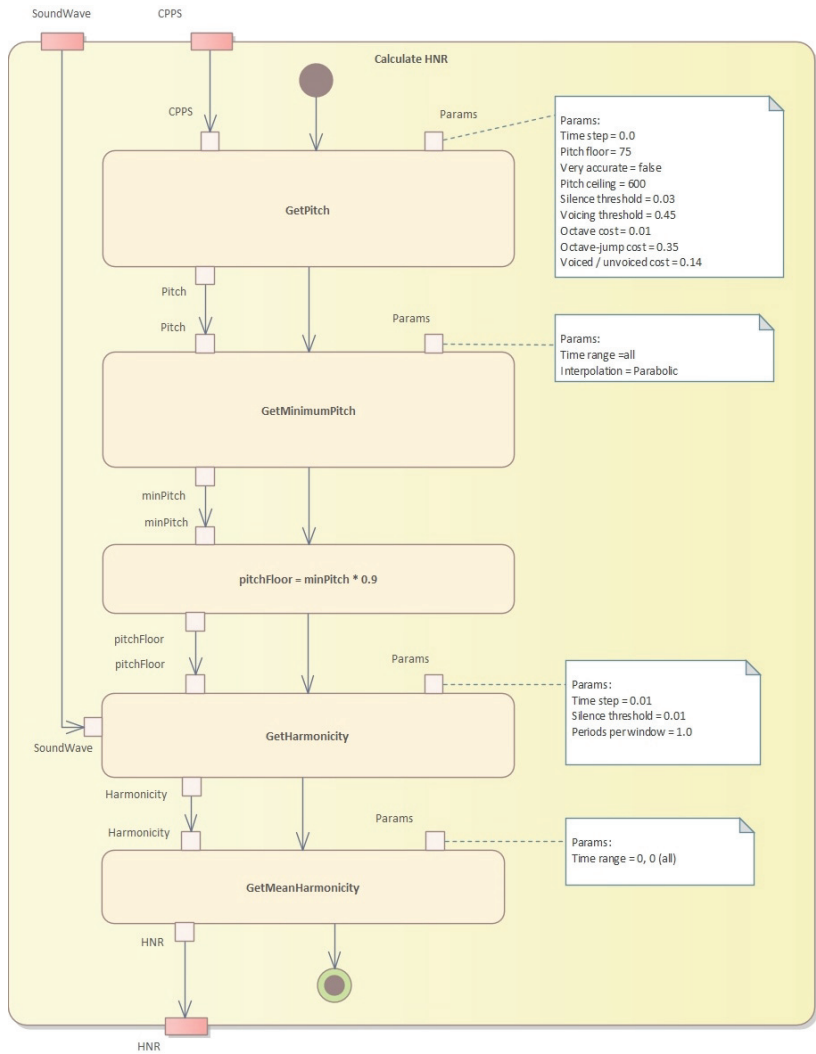 SoundWave
CPPS
Calculate HNR
CPPS
Params
Params:
Time step = 0.0
Pitch floor = 75
Very accurate = false
Pitch ceiling = 600
Silence threshold = 0.03
Voicing threshold = 0.45
Octave cost = 0.01
Octave-jump cost = 0.35
Voiced / unvoiced cost = 0.14
GetPitch
Pitch
Pitch
Params
Params:
Time range =all
Interpolation = Parabolic
GetMinimumPitch
minPitch
minPitch
pitchFloor = minPitch * 0.9
pitchFloor
pitchFloor
Params
Params:
Time step = 0.01
Silence threshold = 0.01
Periods per window = 1.0
GetHarmonicity
SoundWave
Harmonicity
Harmonicity
Params
Params:
Time range = 0, 0 (all)
GetMeanHarmonicity
HNR
HNR